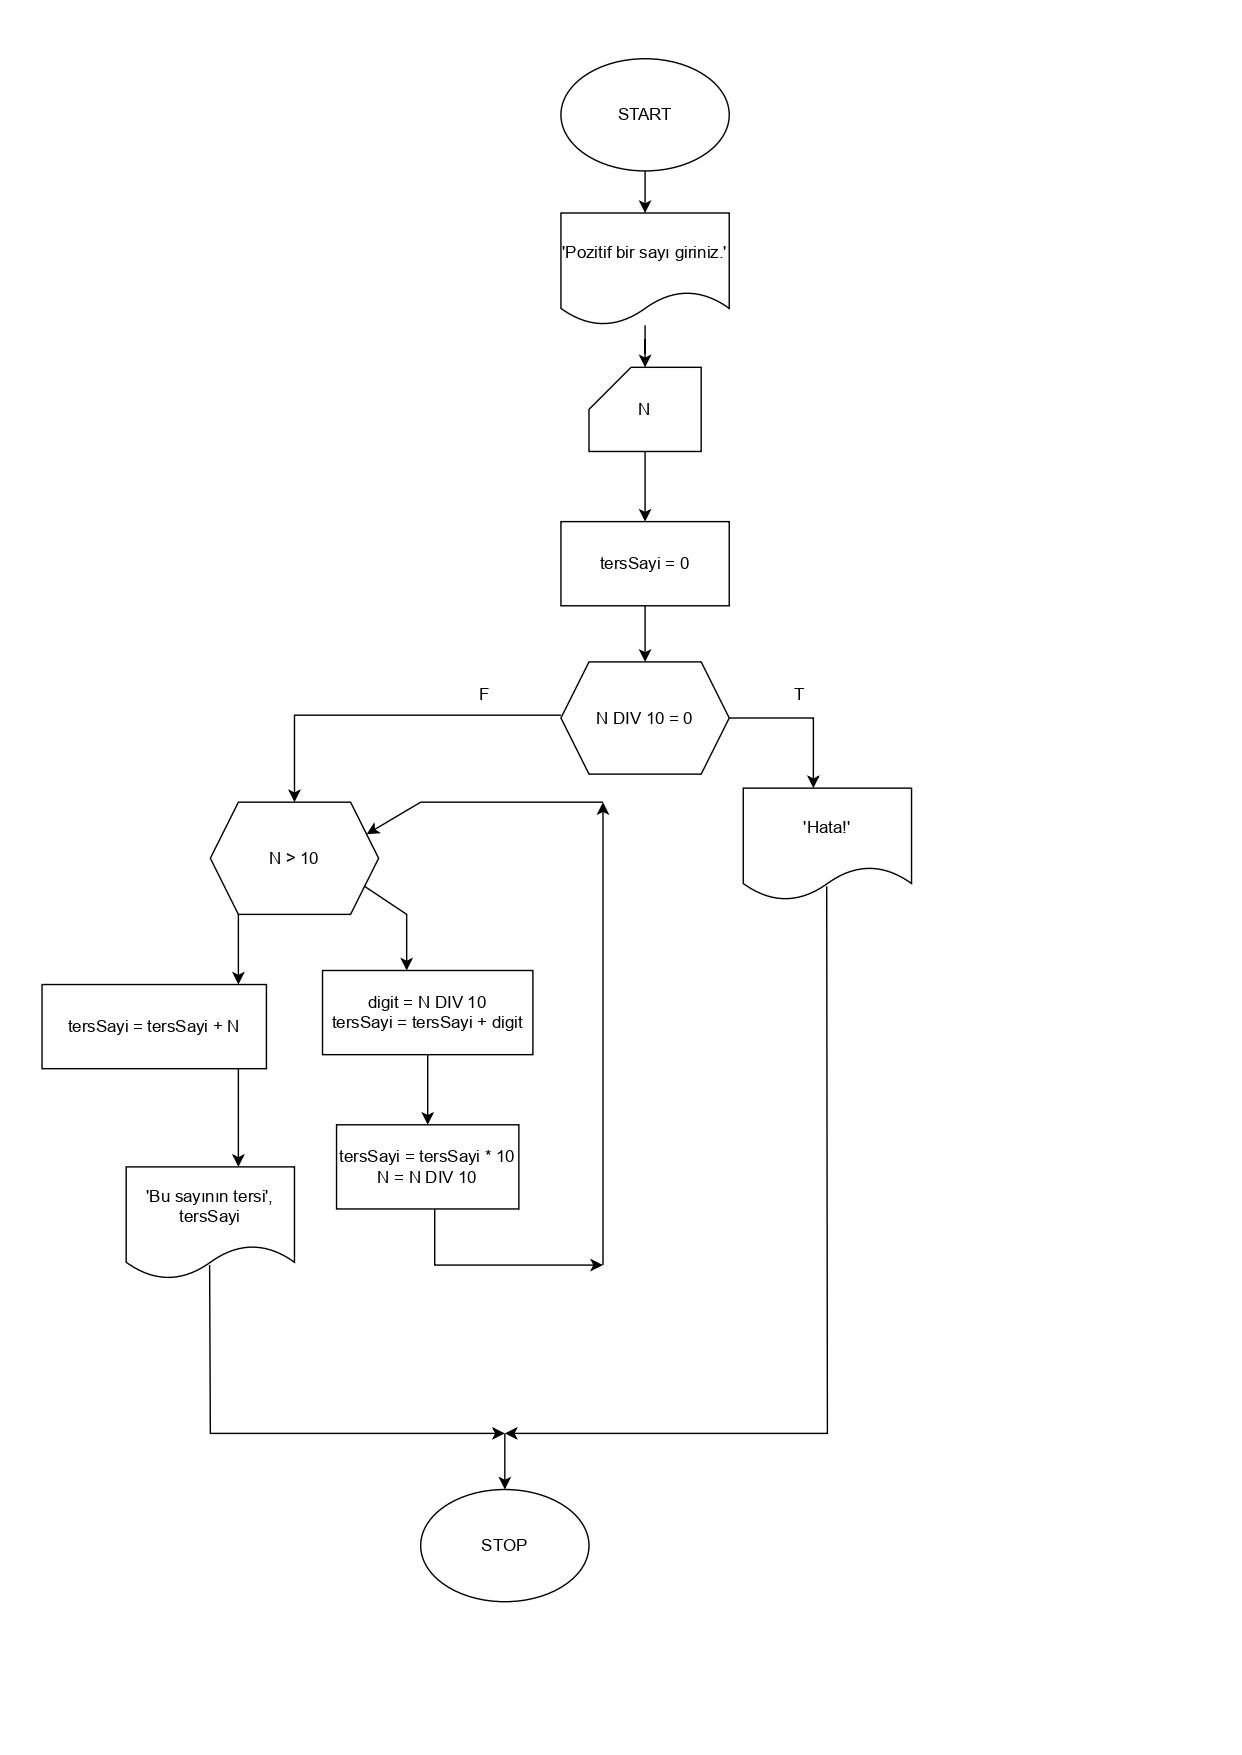 START
'Pozitif bir sayı giriniz.'
N
tersSayi = 0
N DIV 10 = 0
F
T
'Hata!'
N > 10
tersSayi = tersSayi + N
digit = N DIV 10
tersSayi = tersSayi + digit
tersSayi = tersSayi * 10
N = N DIV 10
'Bu sayının tersi',
tersSayi
STOP